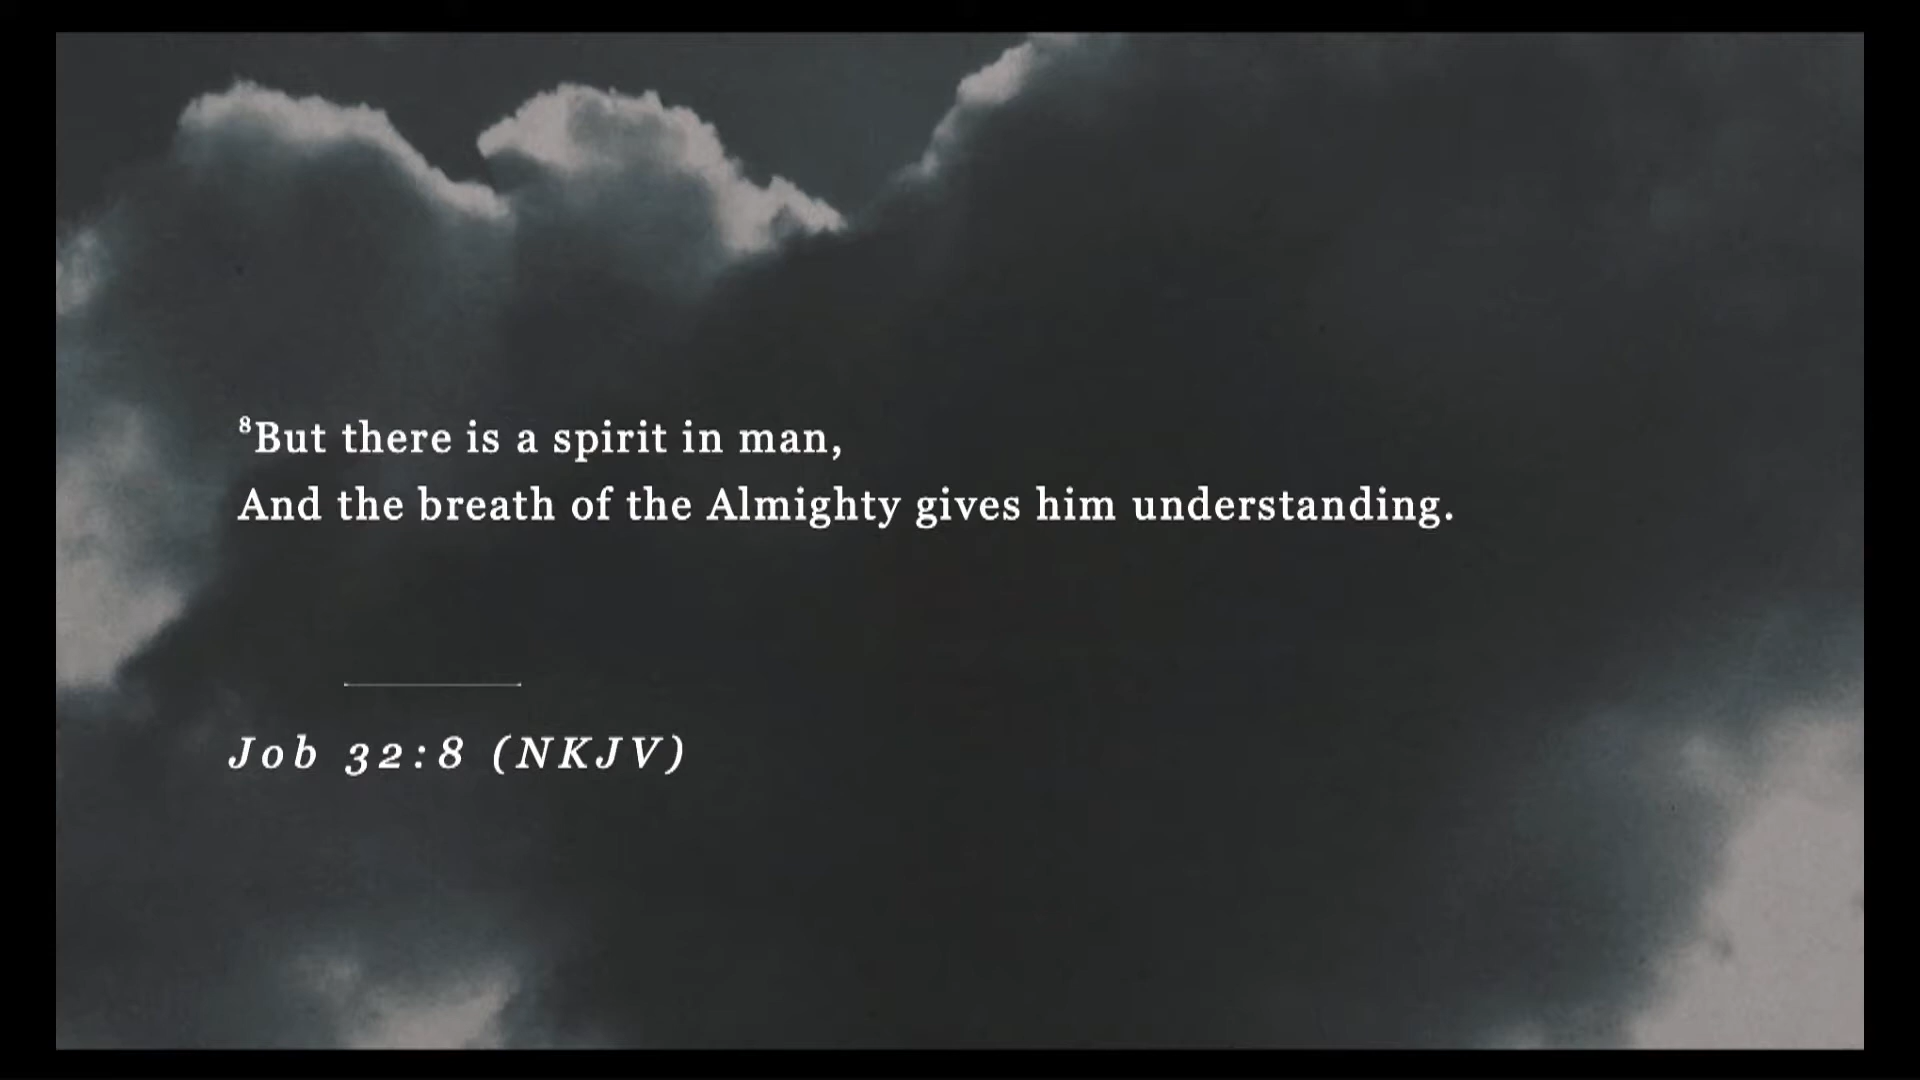 ⁸But there is a spirit in man,
And the breath of the Almighty gives him understanding.
Job 32:8 (NKJV)